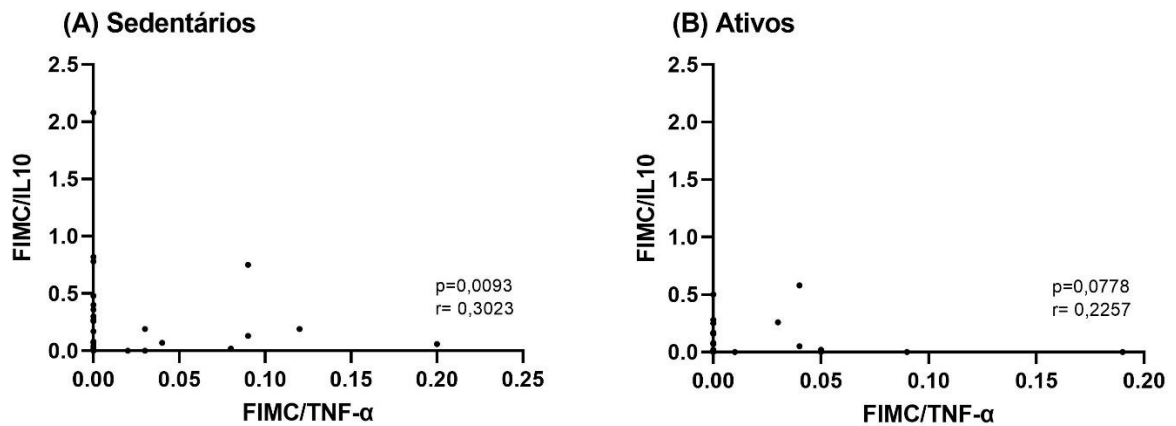 (A) Sedentários
2.5
2.0
1.5
1.0
0.5
0.0
FIMC/IL10
p=0,0093
r= 0,3023
0.00 0.05 0.10 0.15 0.20 0.25
FIMC/TNF-α
(B) Ativos
2.5
2.0
1.5
1.0
0.5
0.0
FIMC/IL10
p=0,0778
r= 0,2257
0.00 0.05 0.10 0.15 0.20
FIMC/TNF-α